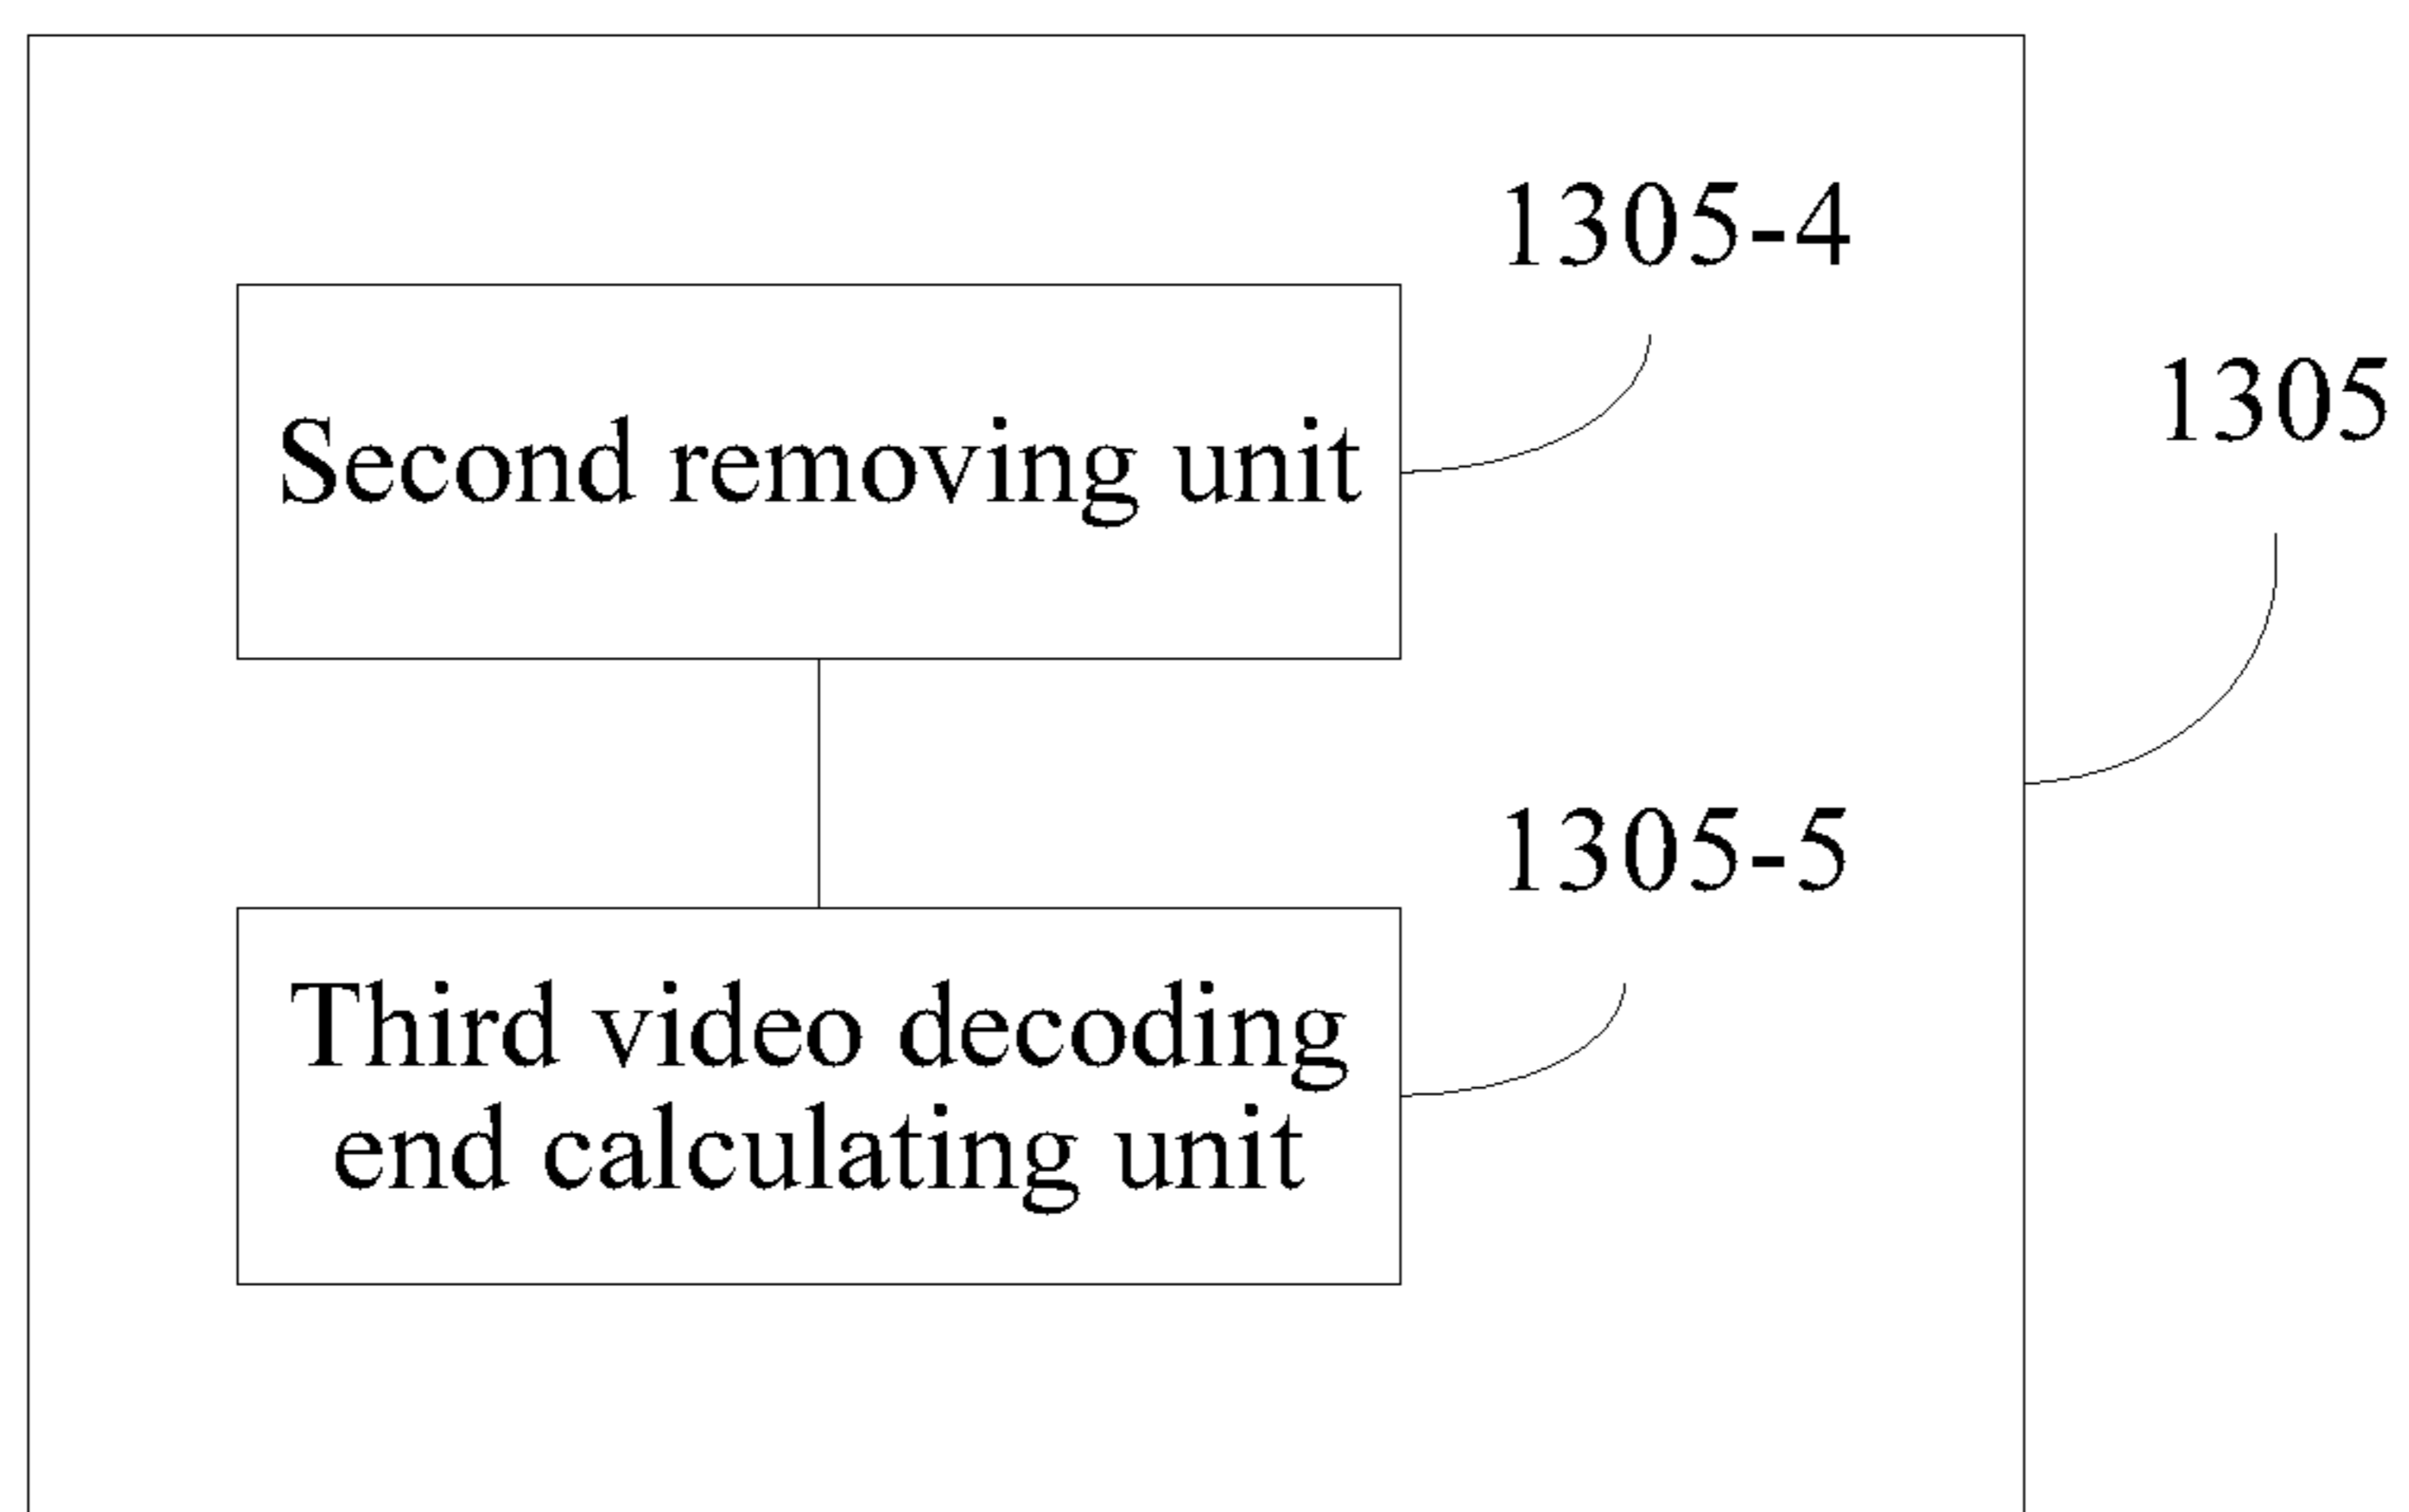 1305-4
1305
Second removing unit
1305-5
Third video decoding
end calculating unit